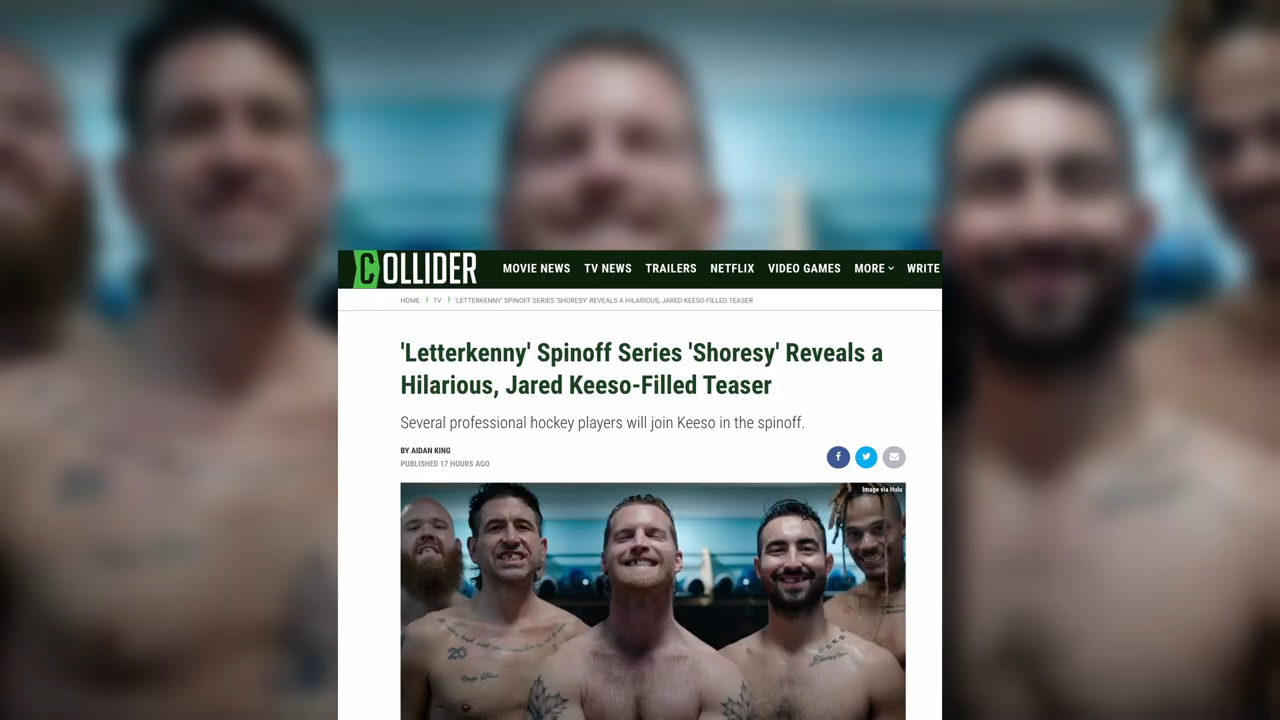 COLLIDER
MOVIE NEWS TV NEWS TRAILERS NETFLIX VIDEO GAMES MORE WRITE
HOME TV 'LETTERKENNY' SPINOFF SERIES 'SHORESY' REVEALS A HILARIOUS, JARED KEESO-FILLED TEASER
'Letterkenny' Spinoff Series 'Shoresy' Reveals a
Hilarious, Jared Keeso-Filled Teaser
Several professional hockey players will join Keeso in the spinoff.
BY AIDAN KING
PUBLISHED 17 HOURS AGO
Image via Hulu
20